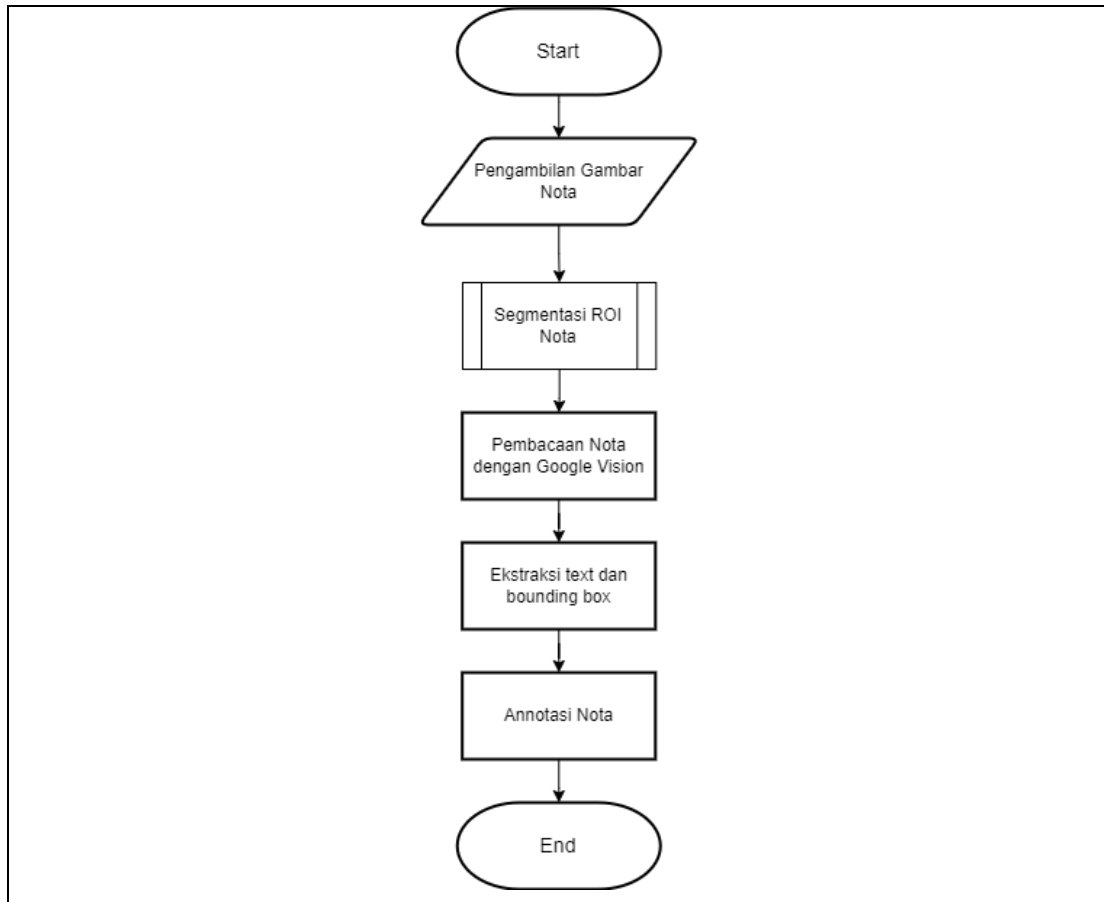 Start
Pengambilan Gambar
Nota
Segmentasi ROI
Nota
Pembacaan Nota
dengan Google Vision
Ekstraksi text dan
bounding box
Annotasi Nota
End